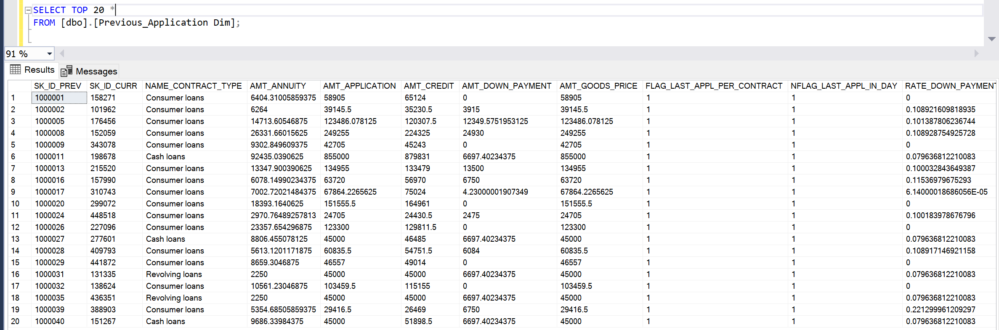 SELECT TOP 20 *
FROM [dbo].[Previous_Application Dim];
91 %
Results Messages
SK_ID_PREV SK_ID_CURR NAME_CONTRACT_TYPE AMT_ANNUITY AMT_APPLICATION AMT_CREDIT AMT_DOWN_PAYMENT AMT_GOODS_PRICE FLAG_LAST_APPL_PER_CONTRACT NFLAG_LAST_APPL_IN_DAY RATE_DOWN_PAYMENT
1 1000001 158271 Consumer loans 6404.31005859375 58905 65124 0 58905 1 1 0
2 1000002 101962 Consumer loans 6264 39145.5 35230.5 3915 39145.5 1 1 0.108921609818935
3 1000005 176456 Consumer loans 14713.60546875 123486.078125 120307.5 12349.5751953125 123486.078125 1 1 0.101387806236744
4 1000008 152059 Consumer loans 26331.66015625 249255 224325 24930 249255 1 1 0.108928754925728
5 1000009 343078 Consumer loans 9302.849609375 42705 45243 0 42705 1 1 0
6 1000011 198678 Cash loans 92435.0390625 855000 879831 6697.40234375 855000 1 1 0.079636812210083
7 1000013 215520 Consumer loans 13347.900390625 134955 133479 13500 134955 1 1 0.100032843649387
8 1000016 157990 Consumer loans 6078.14990234375 63720 56970 6750 63720 1 1 0.11536979675293
9 1000017 310743 Consumer loans 7002.72021484375 67864.2265625 75024 4.23000001907349 67864.2265625 1 1 6.14000018686056E-05
10 1000020 299072 Consumer loans 18393.1640625 151555.5 164961 0 151555.5 1 1 0
11 1000024 448518 Consumer loans 2970.76489257813 24705 24430.5 2475 24705 1 1 0.100183978676796
12 1000026 227096 Consumer loans 23357.654296875 123300 129811.5 0 123300 1 1 0
13 1000027 277601 Cash loans 8806.455078125 45000 46485 6697.40234375 45000 1 1 0.079636812210083
14 1000028 409793 Consumer loans 5613.1201171875 60835.5 54751.5 6084 60835.5 1 1 0.108917146921158
15 1000029 441872 Consumer loans 8659.3046875 46557 49014 0 46557 1 1 0
16 1000031 131335 Revolving loans 2250 45000 45000 6697.40234375 45000 1 1 0.079636812210083
17 1000032 138624 Consumer loans 10561.23046875 103459.5 115155 0 103459.5 1 1 0
18 1000035 436351 Revolving loans 2250 45000 45000 6697.40234375 45000 1 1 0.079636812210083
19 1000039 388903 Consumer loans 5354.68505859375 29416.5 26469 6750 29416.5 1 1 0.221299961209297
20 1000040 151267 Cash loans 9686.33984375 45000 51898.5 6697.40234375 45000 1 1 0.079636812210083